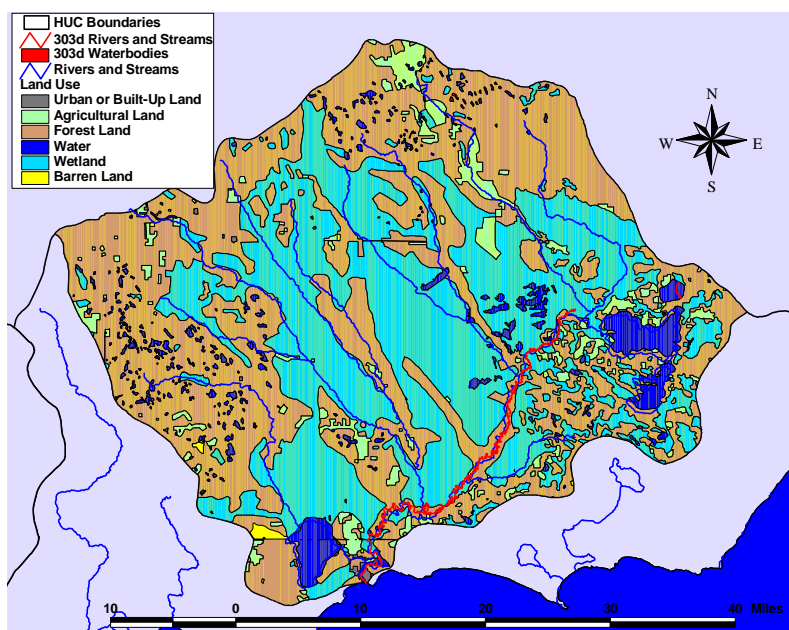 HUC Boundaries
303d Rivers and Streams
303d Waterbodies
Rivers and Streams
Land Use
Urban or Built-Up Land
Agricultural Land
Forest Land
Water
Wetland
Barren Land
N
W E
S
10 0 10 20 30 40 Miles